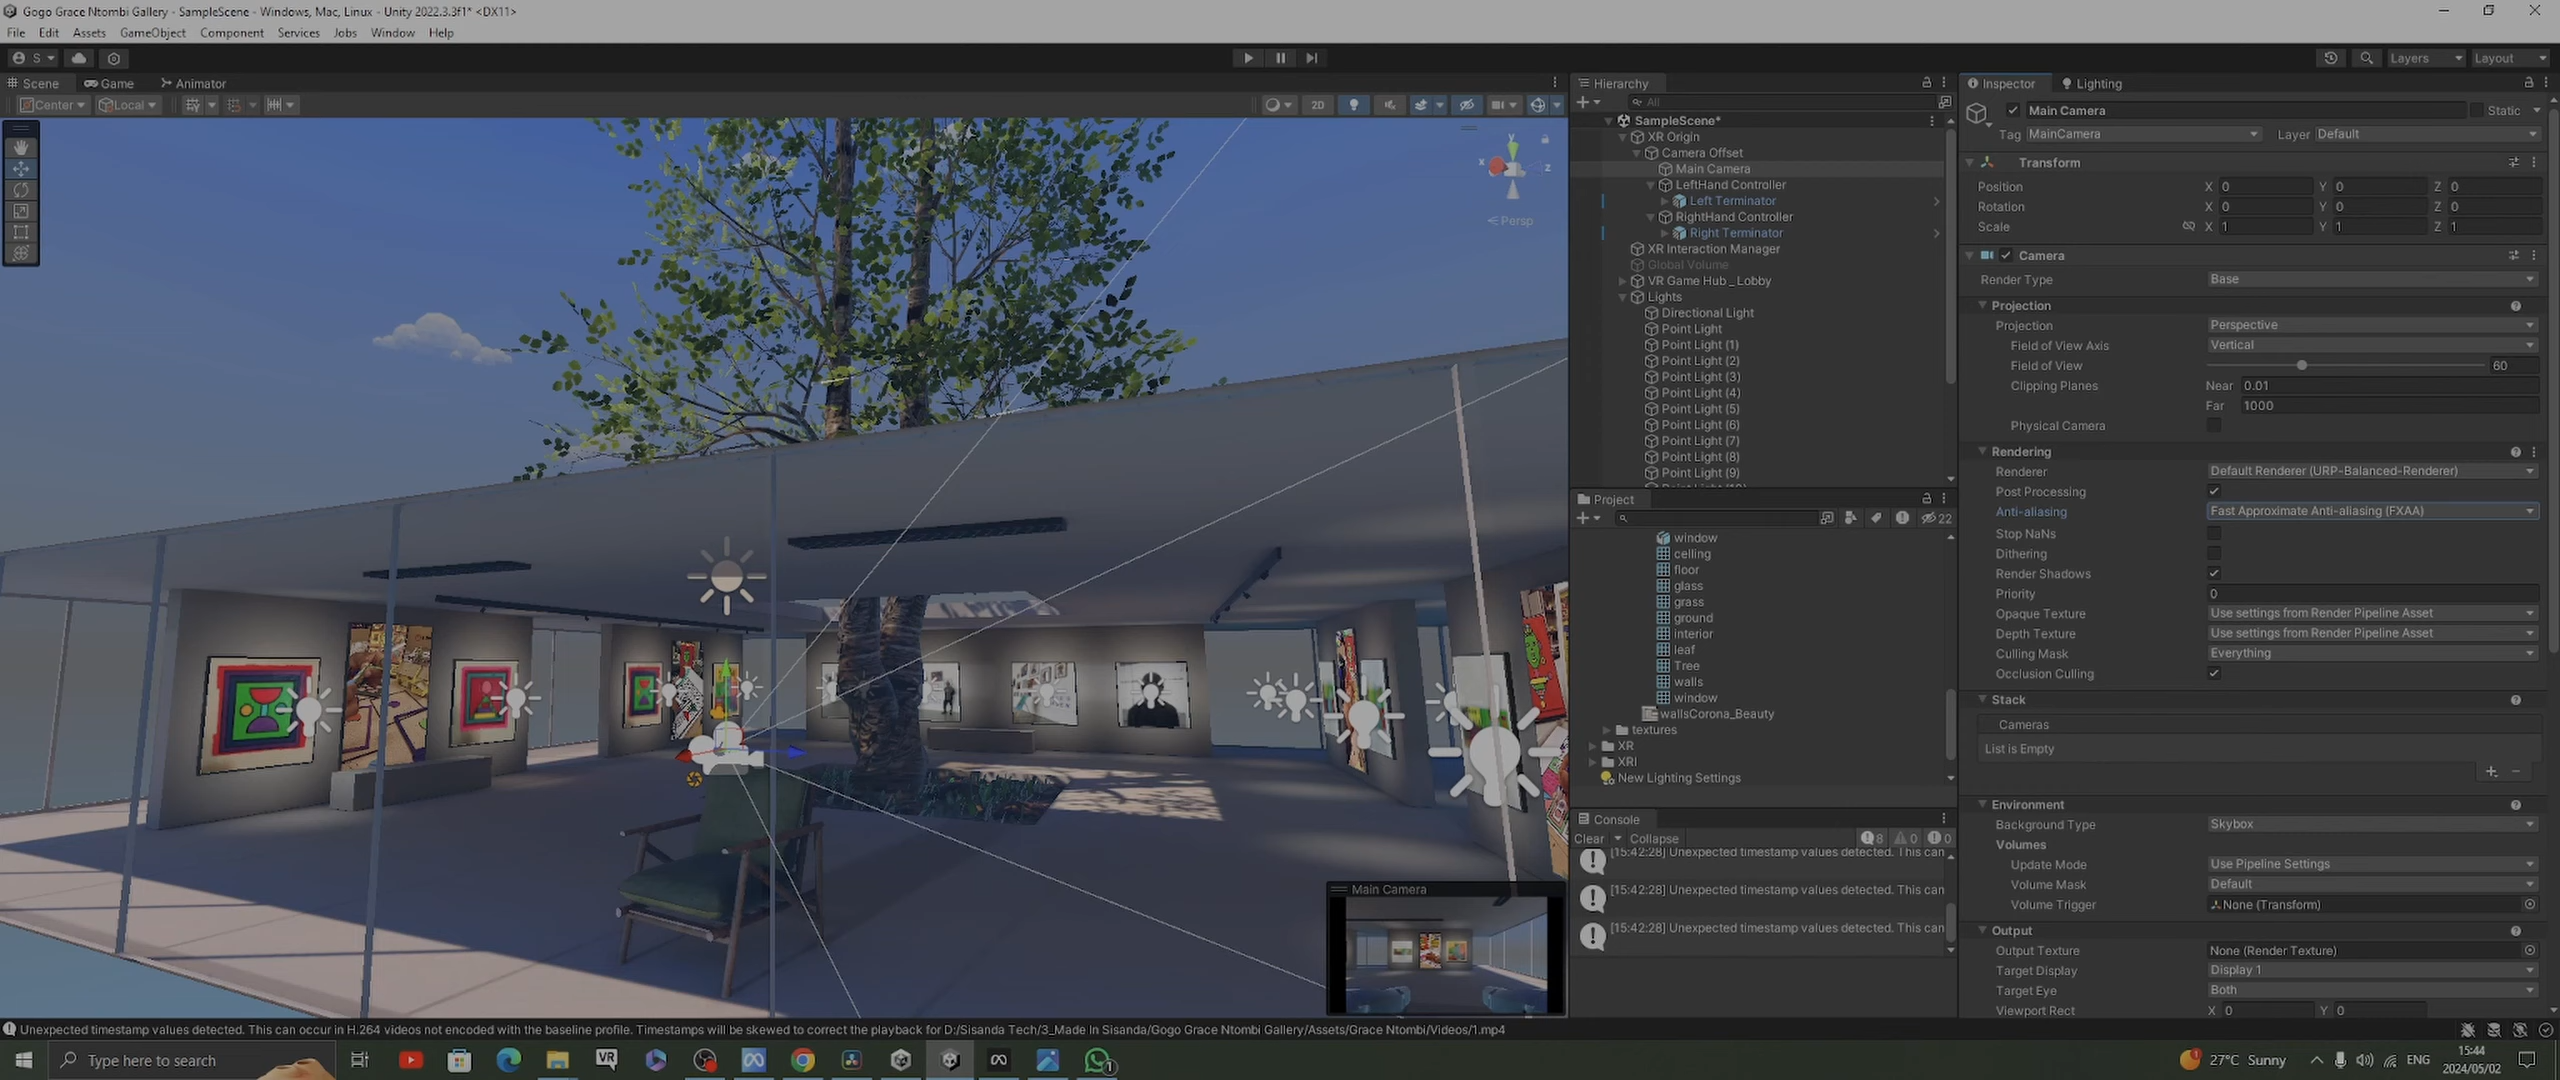 Gogo Grace Ntombi Gallery - SampleScene - Windows, Mac, Linux - Unity 2022.3.3f1* <DX11>
File Edit Assets GameObject Component Services Jobs Window Help
S Layers Layout
Scene Game Animator
Center Local 2D
y
x z
Persp
Main Camera
Hierarchy
All
SampleScene*
XR Origin
Camera Offset
Main Camera
LeftHand Controller
Left Terminator
RightHand Controller
Right Terminator
XR Interaction Manager
Global Volume
VR Game Hub _ Lobby
Lights
Directional Light
Point Light
Point Light (1)
Point Light (2)
Point Light (3)
Point Light (4)
Point Light (5)
Point Light (6)
Point Light (7)
Point Light (8)
Point Light (9)
Project
22
window
ceiling
floor
glass
grass
ground
interior
leaf
Tree
walls
window
wallsCorona_Beauty
textures
XR
XRI
New Lighting Settings
Console
Clear Collapse 8 0 0
[15:42:28] Unexpected timestamp values detected. This can
[15:42:28] Unexpected timestamp values detected. This can
[15:42:28] Unexpected timestamp values detected. This can
Inspector Lighting
Main Camera Static
Tag MainCamera Layer Default
Transform
Position X 0 Y 0 Z 0
Rotation X 0 Y 0 Z 0
Scale X 1 Y 1 Z 1
Camera
Render Type Base
Projection
Projection Perspective
Field of View Axis Vertical
Field of View 60
Clipping Planes Near 0.01
Far 1000
Physical Camera
Rendering
Renderer Default Renderer (URP-Balanced-Renderer)
Post Processing
Anti-aliasing Fast Approximate Anti-aliasing (FXAA)
Stop NaNs
Dithering
Render Shadows
Priority 0
Opaque Texture Use settings from Render Pipeline Asset
Depth Texture Use settings from Render Pipeline Asset
Culling Mask Everything
Occlusion Culling
Stack
Cameras
List is Empty
Environment
Background Type Skybox
Volumes
Update Mode Use Pipeline Settings
Volume Mask Default
Volume Trigger None (Transform)
Output
Output Texture None (Render Texture)
Target Display Display 1
Target Eye Both
Viewport Rect X 0 Y 0
Unexpected timestamp values detected. This can occur in H.264 videos not encoded with the baseline profile. Timestamps will be skewed to correct the playback for D:/Sisanda Tech/3_Made In Sisanda/Gogo Grace Ntombi Gallery/Assets/Grace Ntombi/Videos/1.mp4
Type here to search VR 1 27°C Sunny ENG 15:44
2024/05/02